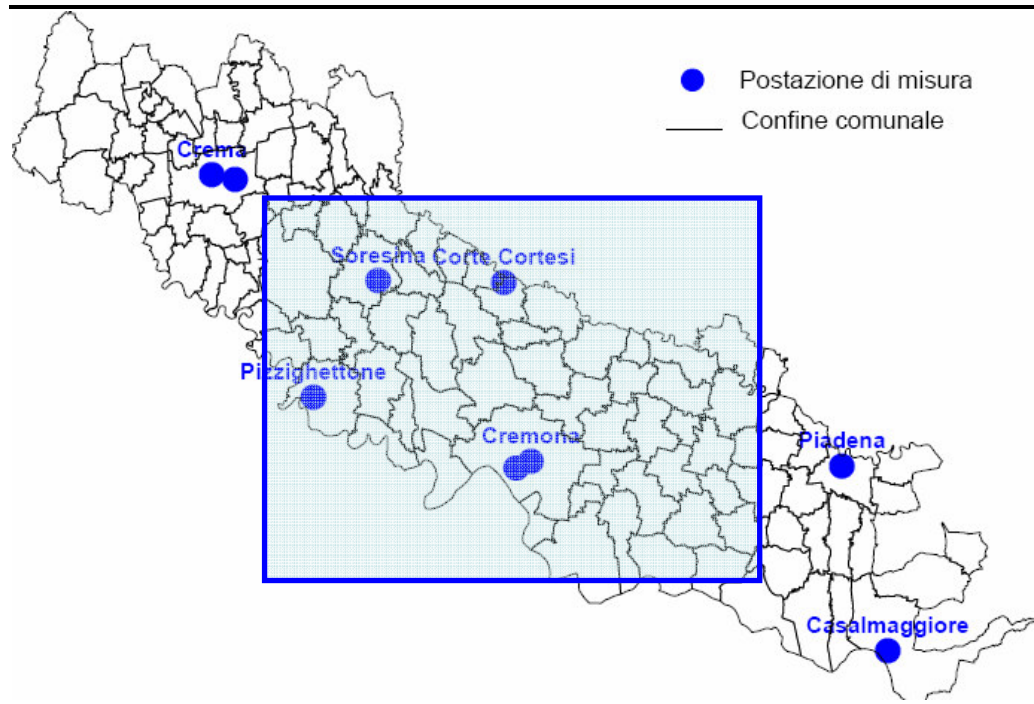 Postazione di misura
Confine comunale
Crema
Soresina Corte Cortesi
Pizzighettone
Cremona
Piadena
Casalmaggiore